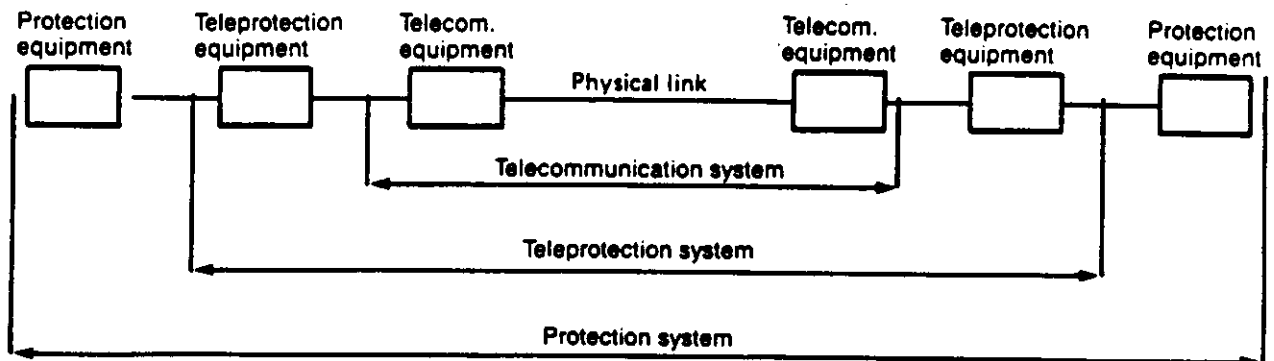 Protection
equipment
Teleprotection
equipment
Telecom.
equipment
Physical link
Telecom.
equipment
Teleprotection
equipment
Protection
equipment
Telecommunication system
Teleprotection system
Protection system